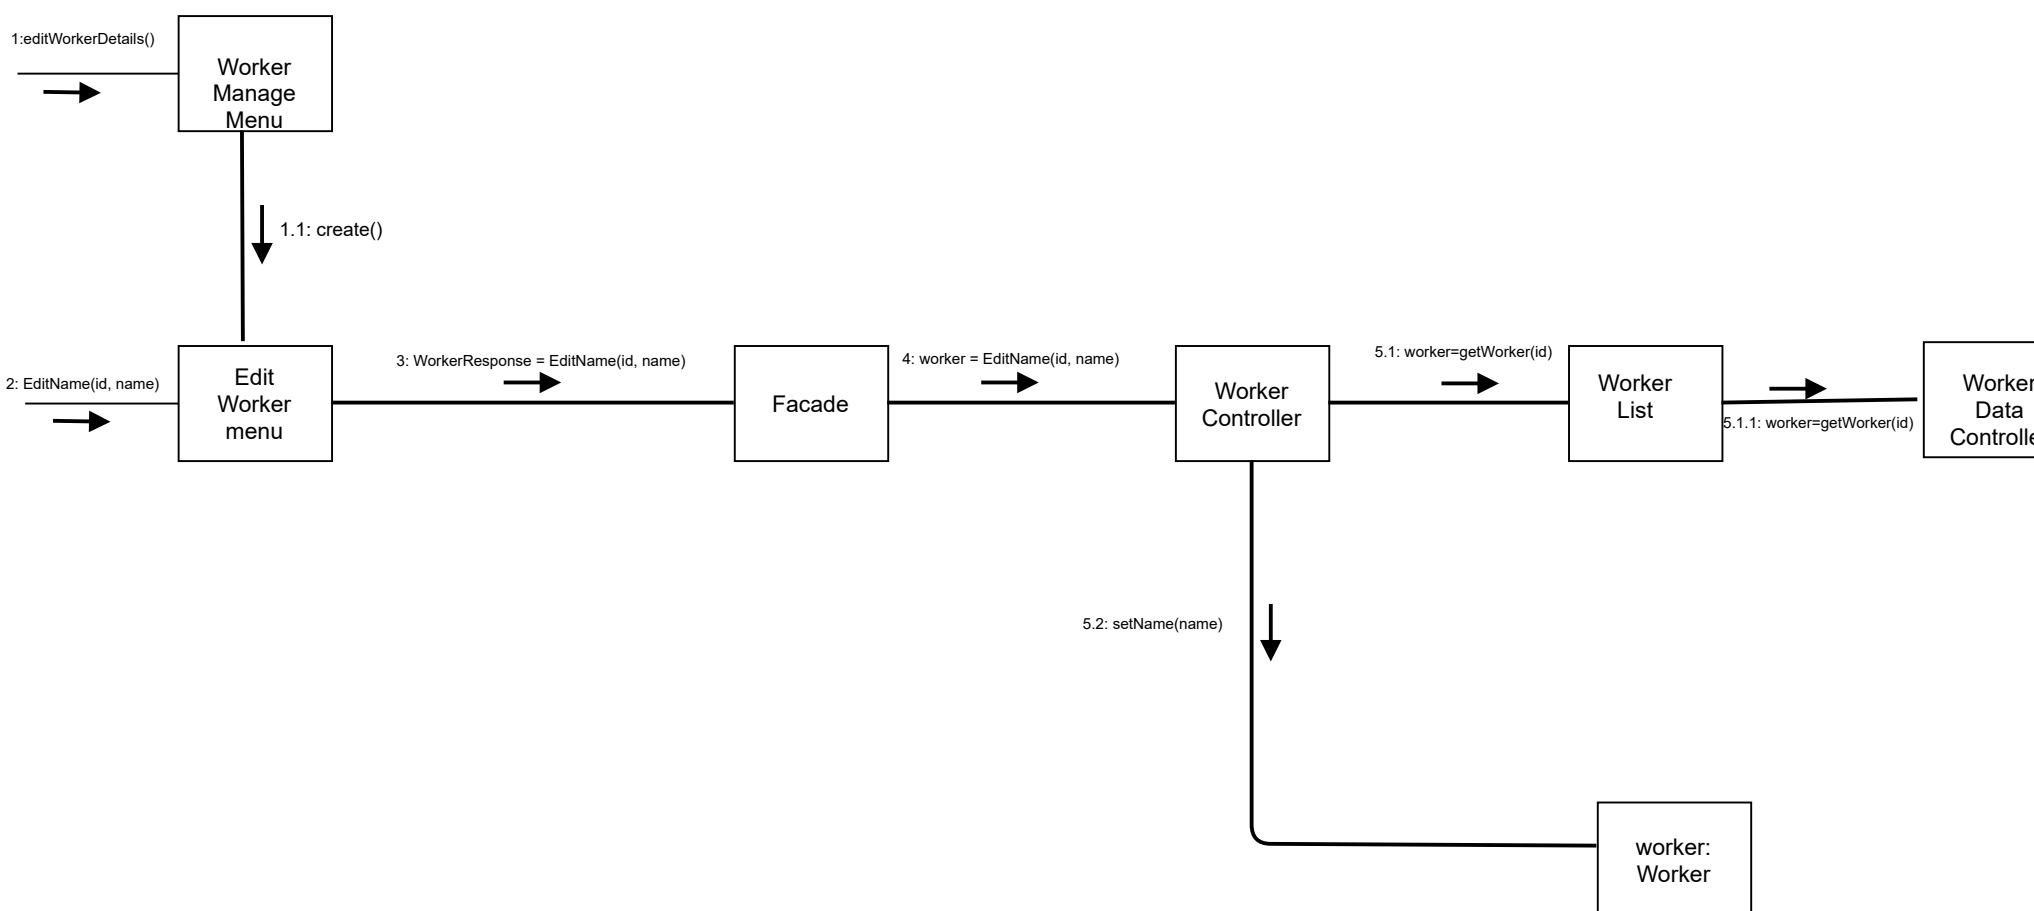 1:editWorkerDetails()
Worker
Manage
Menu
1.1: create()
2: EditName(id, name)
Edit
Worker
menu
3: WorkerResponse = EditName(id, name)
Facade
4: worker = EditName(id, name)
Worker
Controller
5.1: worker=getWorker(id)
Worker
List
5.1.1: worker=getWorker(id)
Worker
Data
Controlle
5.2: setName(name)
worker:
Worker